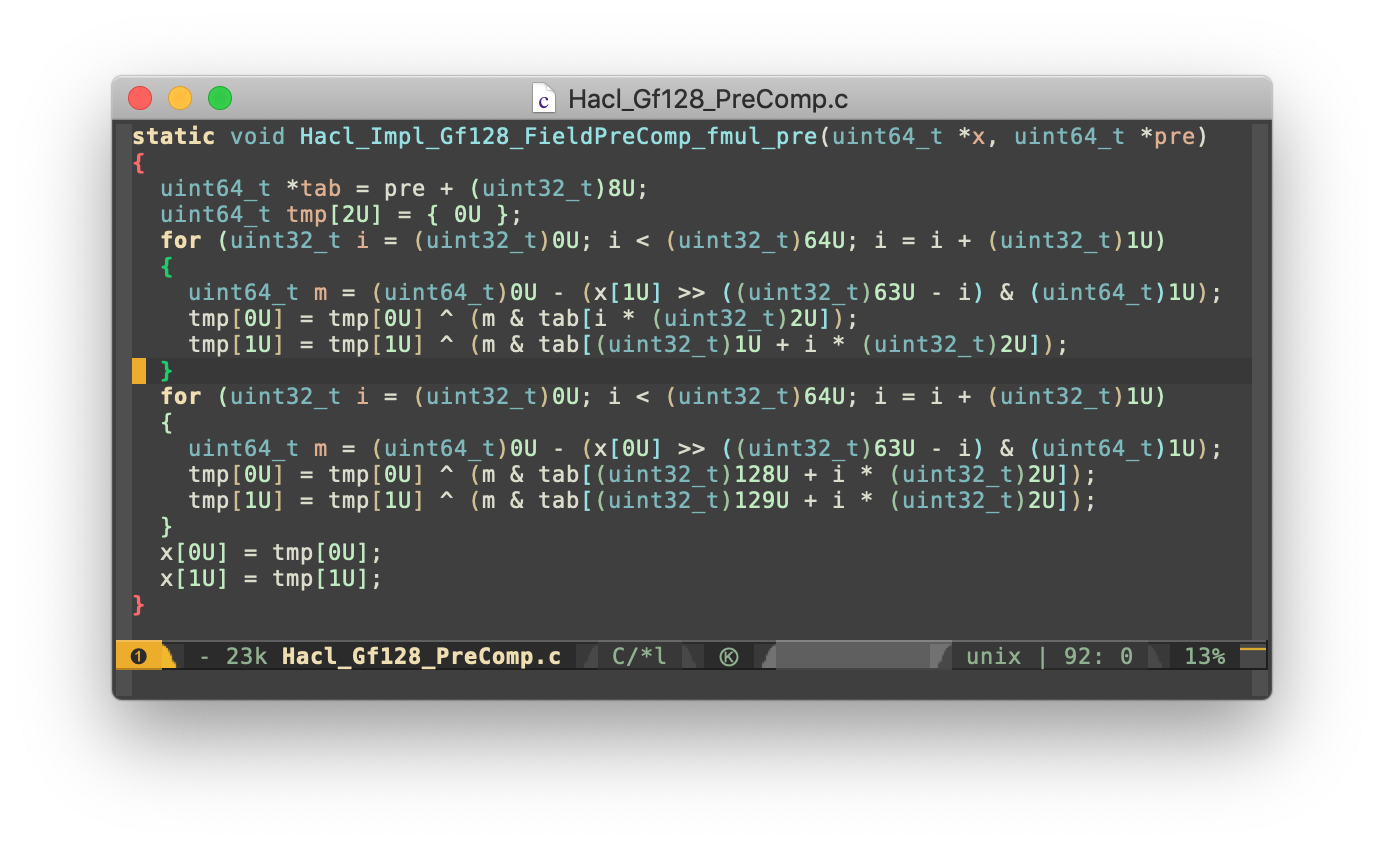 c Hacl_Gf128_PreComp.c
static void Hacl_Impl_Gf128_FieldPreComp_fmul_pre(uint64_t *x, uint64_t *pre)
{
  uint64_t *tab = pre + (uint32_t)8U;
  uint64_t tmp[2U] = { 0U };
  for (uint32_t i = (uint32_t)0U; i < (uint32_t)64U; i = i + (uint32_t)1U)
  {
    uint64_t m = (uint64_t)0U - (x[1U] >> ((uint32_t)63U - i) & (uint64_t)1U);
    tmp[0U] = tmp[0U] ^ (m & tab[i * (uint32_t)2U]);
    tmp[1U] = tmp[1U] ^ (m & tab[(uint32_t)1U + i * (uint32_t)2U]);
  }
  for (uint32_t i = (uint32_t)0U; i < (uint32_t)64U; i = i + (uint32_t)1U)
  {
    uint64_t m = (uint64_t)0U - (x[0U] >> ((uint32_t)63U - i) & (uint64_t)1U);
    tmp[0U] = tmp[0U] ^ (m & tab[(uint32_t)128U + i * (uint32_t)2U]);
    tmp[1U] = tmp[1U] ^ (m & tab[(uint32_t)129U + i * (uint32_t)2U]);
  }
  x[0U] = tmp[0U];
  x[1U] = tmp[1U];
}
❶ - 23k Hacl_Gf128_PreComp.c C/*l Ⓚ unix | 92: 0 13%